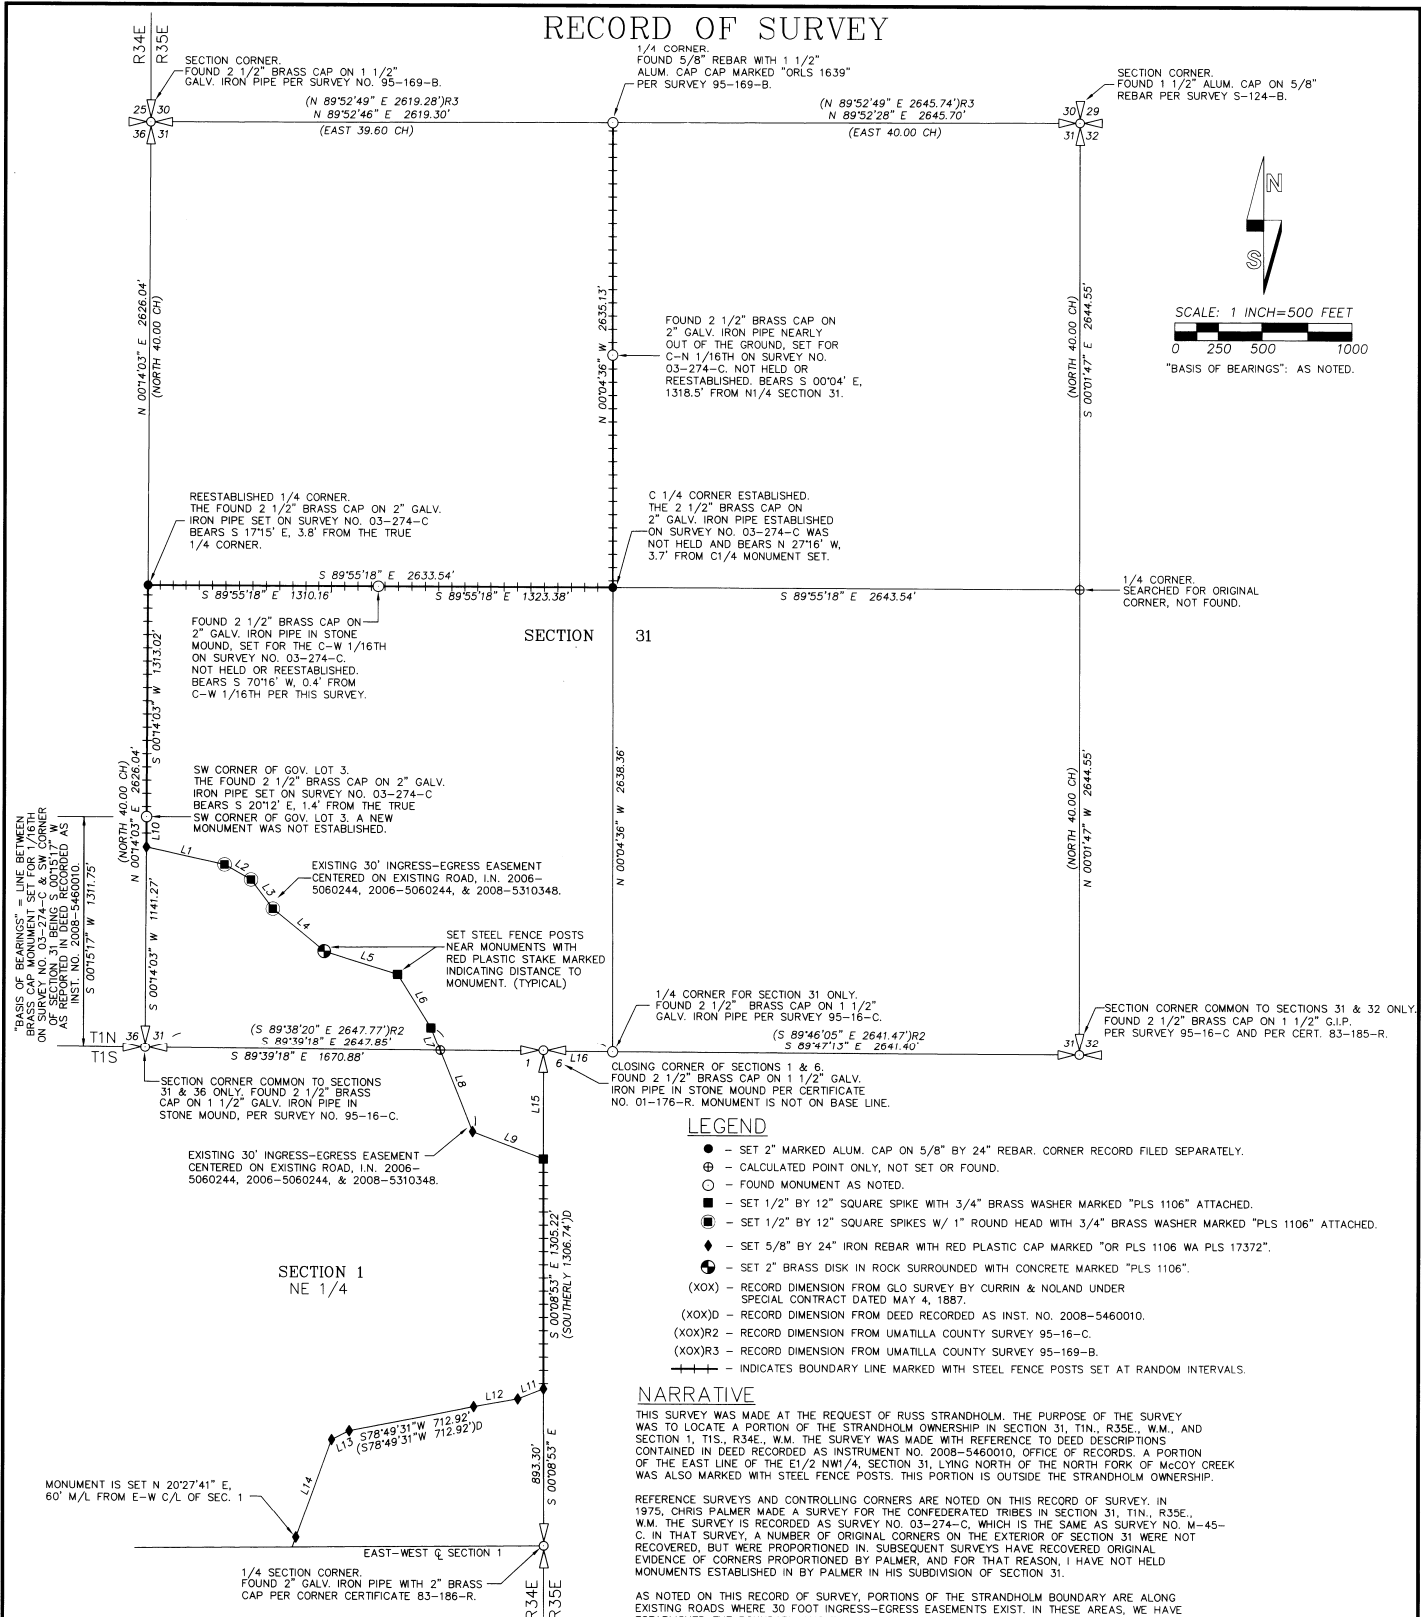 RECORD OF SURVEY
R34E
R35E
SECTION CORNER.
FOUND 2 1/2" BRASS CAP ON 1 1/2"
GALV. IRON PIPE PER SURVEY NO. 95-169-B.
1/4 CORNER.
FOUND 5/8" REBAR WITH 1 1/2"
ALUM. CAP CAP MARKED "ORLS 1639"
PER SURVEY 95-169-B.
SECTION CORNER.
FOUND 1 1/2" ALUM. CAP ON 5/8"
REBAR PER SURVEY S-124-B.
25 30
36 31
(N 89°52'49" E 2619.28')R3
N 89°52'46" E 2619.30'
(EAST 39.60 CH)
(N 89°52'49" E 2645.74')R3
N 89°52'28" E 2645.70'
(EAST 40.00 CH)
30 29
31 32
N
S
SCALE: 1 INCH=500 FEET
0 250 500 1000
"BASIS OF BEARINGS": AS NOTED.
N 00°14'03" E 2626.04'
(NORTH 40.00 CH)
N 00°04'36" W 2635.13'
(NORTH 40.00 CH)
S 00°01'47" E 2644.55'
FOUND 2 1/2" BRASS CAP ON
2" GALV. IRON PIPE NEARLY
OUT OF THE GROUND, SET FOR
C-N 1/16TH ON SURVEY NO.
03-274-C. NOT HELD OR
REESTABLISHED. BEARS S 00°04' E,
1318.5' FROM N1/4 SECTION 31.
REESTABLISHED 1/4 CORNER.
THE FOUND 2 1/2" BRASS CAP ON 2" GALV.
IRON PIPE SET ON SURVEY NO. 03-274-C
BEARS S 17°15' E, 3.8' FROM THE TRUE
1/4 CORNER.
C 1/4 CORNER ESTABLISHED.
THE 2 1/2" BRASS CAP ON
2" GALV. IRON PIPE ESTABLISHED
ON SURVEY NO. 03-274-C WAS
NOT HELD AND BEARS N 27°16' W,
3.7' FROM C1/4 MONUMENT SET.
S 89°55'18" E 2633.54'
S 89°55'18" E 1310.16'
S 89°55'18" E 1323.38'
S 89°55'18" E 2643.54'
1/4 CORNER.
SEARCHED FOR ORIGINAL
CORNER, NOT FOUND.
FOUND 2 1/2" BRASS CAP ON
2" GALV. IRON PIPE IN STONE
MOUND, SET FOR THE C-W 1/16TH
ON SURVEY NO. 03-274-C.
NOT HELD OR REESTABLISHED.
BEARS S 70°16' W, 0.4' FROM
C-W 1/16TH PER THIS SURVEY.
SECTION 31
S 00°14'03" W 1313.02'
(NORTH 40.00 CH)
N 00°14'03" E 2626.04'
L10
SW CORNER OF GOV. LOT 3.
THE FOUND 2 1/2" BRASS CAP ON 2" GALV.
IRON PIPE SET ON SURVEY NO. 03-274-C
BEARS S 20°12' E, 1.4' FROM THE TRUE
SW CORNER OF GOV. LOT 3. A NEW
MONUMENT WAS NOT ESTABLISHED.
N 00°04'36" W 2638.36'
(NORTH 40.00 CH)
N 00°01'47" W 2644.55'
"BASIS OF BEARINGS" = LINE BETWEEN
BRASS CAP MONUMENT SET FOR 1/16TH
ON SURVEY NO. 03-274-C & SW CORNER
OF SECTION 31 BEING S 00°15'17" W
AS REPORTED IN DEED RECORDED AS
INST. NO. 2008-5460010.
S 00°15'17" W 1311.75'
S 00°14'03" W 1141.27'
L1
L2
L3
L4
L5
L6
L7
EXISTING 30' INGRESS-EGRESS EASEMENT
CENTERED ON EXISTING ROAD, I.N. 2006-
5060244, 2006-5060244, & 2008-5310348.
SET STEEL FENCE POSTS
NEAR MONUMENTS WITH
RED PLASTIC STAKE MARKED
INDICATING DISTANCE TO
MONUMENT. (TYPICAL)
1/4 CORNER FOR SECTION 31 ONLY.
FOUND 2 1/2" BRASS CAP ON 1 1/2"
GALV. IRON PIPE PER SURVEY 95-16-C.
SECTION CORNER COMMON TO SECTIONS 31 & 32 ONLY.
FOUND 2 1/2" BRASS CAP ON 1 1/2" G.I.P.
PER SURVEY 95-16-C AND PER CERT. 83-185-R.
T1N
T1S
36 31
(S 89°38'20" E 2647.77')R2
S 89°39'18" E 2647.85'
S 89°39'18" E 1670.88'
(S 89°46'05" E 2641.47')R2
S 89°47'13" E 2641.40'
31 32
1 6
L16
SECTION CORNER COMMON TO SECTIONS
31 & 36 ONLY. FOUND 2 1/2" BRASS
CAP ON 1 1/2" GALV. IRON PIPE IN
STONE MOUND, PER SURVEY NO. 95-16-C.
CLOSING CORNER OF SECTIONS 1 & 6.
FOUND 2 1/2" BRASS CAP ON 1 1/2" GALV.
IRON PIPE IN STONE MOUND PER CERTIFICATE
NO. 01-176-R. MONUMENT IS NOT ON BASE LINE.
L8
L15
L9
EXISTING 30' INGRESS-EGRESS EASEMENT
CENTERED ON EXISTING ROAD, I.N. 2006-
5060244, 2006-5060244, & 2008-5310348.
LEGEND
– SET 2" MARKED ALUM. CAP ON 5/8" BY 24" REBAR. CORNER RECORD FILED SEPARATELY.
– CALCULATED POINT ONLY, NOT SET OR FOUND.
– FOUND MONUMENT AS NOTED.
– SET 1/2" BY 12" SQUARE SPIKE WITH 3/4" BRASS WASHER MARKED "PLS 1106" ATTACHED.
– SET 1/2" BY 12" SQUARE SPIKES W/ 1" ROUND HEAD WITH 3/4" BRASS WASHER MARKED "PLS 1106" ATTACHED.
– SET 5/8" BY 24" IRON REBAR WITH RED PLASTIC CAP MARKED "OR PLS 1106 WA PLS 17372".
– SET 2" BRASS DISK IN ROCK SURROUNDED WITH CONCRETE MARKED "PLS 1106".
(XOX) – RECORD DIMENSION FROM GLO SURVEY BY CURRIN & NOLAND UNDER
SPECIAL CONTRACT DATED MAY 4, 1887.
(XOX)D – RECORD DIMENSION FROM DEED RECORDED AS INST. NO. 2008-5460010.
(XOX)R2 – RECORD DIMENSION FROM UMATILLA COUNTY SURVEY 95-16-C.
(XOX)R3 – RECORD DIMENSION FROM UMATILLA COUNTY SURVEY 95-169-B.
– INDICATES BOUNDARY LINE MARKED WITH STEEL FENCE POSTS SET AT RANDOM INTERVALS.
SECTION 1
NE 1/4
S 00°08'53" E 1305.22'
(SOUTHERLY 1306.74')D
L11
L12
S78°49'31"W 712.92'
(S78°49'31"W 712.92')D
L13
L14
893.30'
S 00°08'53" E
MONUMENT IS SET N 20°27'41" E,
60' M/L FROM E-W C/L OF SEC. 1
EAST-WEST ℄ SECTION 1
1/4 SECTION CORNER.
FOUND 2" GALV. IRON PIPE WITH 2" BRASS
CAP PER CORNER CERTIFICATE 83-186-R.
R34E
R35E
NARRATIVE
THIS SURVEY WAS MADE AT THE REQUEST OF RUSS STRANDHOLM. THE PURPOSE OF THE SURVEY
WAS TO LOCATE A PORTION OF THE STRANDHOLM OWNERSHIP IN SECTION 31, T1N., R35E., W.M., AND
SECTION 1, T1S., R34E., W.M. THE SURVEY WAS MADE WITH REFERENCE TO DEED DESCRIPTIONS
CONTAINED IN DEED RECORDED AS INSTRUMENT NO. 2008-5460010, OFFICE OF RECORDS. A PORTION
OF THE EAST LINE OF THE E1/2 NW1/4, SECTION 31, LYING NORTH OF THE NORTH FORK OF McCOY CREEK
WAS ALSO MARKED WITH STEEL FENCE POSTS. THIS PORTION IS OUTSIDE THE STRANDHOLM OWNERSHIP.
REFERENCE SURVEYS AND CONTROLLING CORNERS ARE NOTED ON THIS RECORD OF SURVEY. IN
1975, CHRIS PALMER MADE A SURVEY FOR THE CONFEDERATED TRIBES IN SECTION 31, T1N., R35E.,
W.M. THE SURVEY IS RECORDED AS SURVEY NO. 03-274-C, WHICH IS THE SAME AS SURVEY NO. M-45-
C. IN THAT SURVEY, A NUMBER OF ORIGINAL CORNERS ON THE EXTERIOR OF SECTION 31 WERE NOT
RECOVERED, BUT WERE PROPORTIONED IN. SUBSEQUENT SURVEYS HAVE RECOVERED ORIGINAL
EVIDENCE OF CORNERS PROPORTIONED BY PALMER, AND FOR THAT REASON, I HAVE NOT HELD
MONUMENTS ESTABLISHED IN BY PALMER IN HIS SUBDIVISION OF SECTION 31.
AS NOTED ON THIS RECORD OF SURVEY, PORTIONS OF THE STRANDHOLM BOUNDARY ARE ALONG
EXISTING ROADS WHERE 30 FOOT INGRESS-EGRESS EASEMENTS EXIST. IN THESE AREAS, WE HAVE